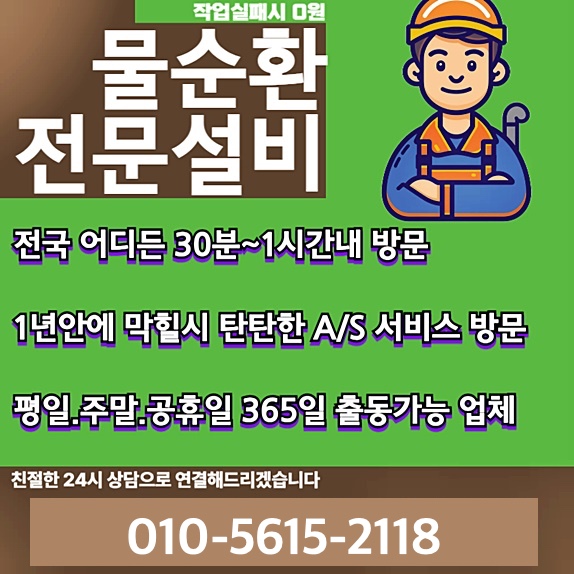 작업실패시 0원
물순환
전문설비
전국 어디든 30분~1시간내 방문
1년안에 막힐시 탄탄한 A/S 서비스 방문
평일.주말.공휴일 365일 출동가능 업체
친절한 24시 상담으로 연결해드리겠습니다
010-5615-2118